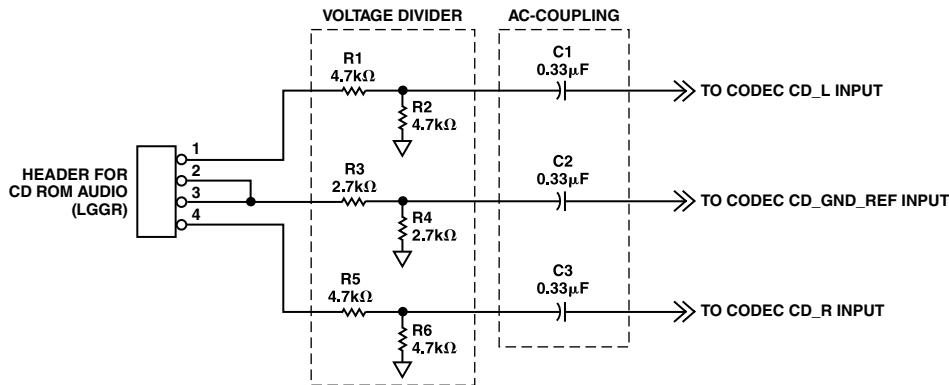 VOLTAGE DIVIDER
AC-COUPLING
R1
4.7kΩ
C1
0.33μF
TO CODEC CD_L INPUT
R2
4.7kΩ
HEADER FOR
CD ROM AUDIO
(LGGR)
1
2
3
4
R3
2.7kΩ
C2
0.33μF
TO CODEC CD_GND_REF INPUT
R4
2.7kΩ
R5
4.7kΩ
C3
0.33μF
TO CODEC CD_R INPUT
R6
4.7kΩ